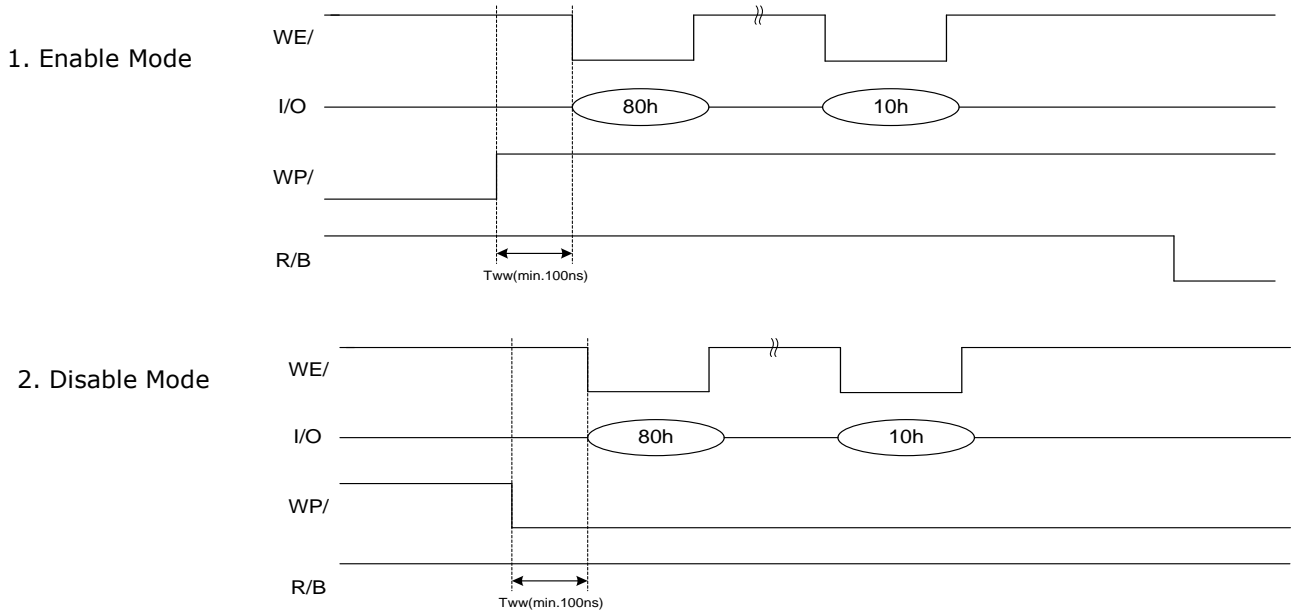 1. Enable Mode
WE/
I/O
80h
10h
WP/
R/B
Tww(min.100ns)
2. Disable Mode
WE/
I/O
80h
10h
WP/
R/B
Tww(min.100ns)